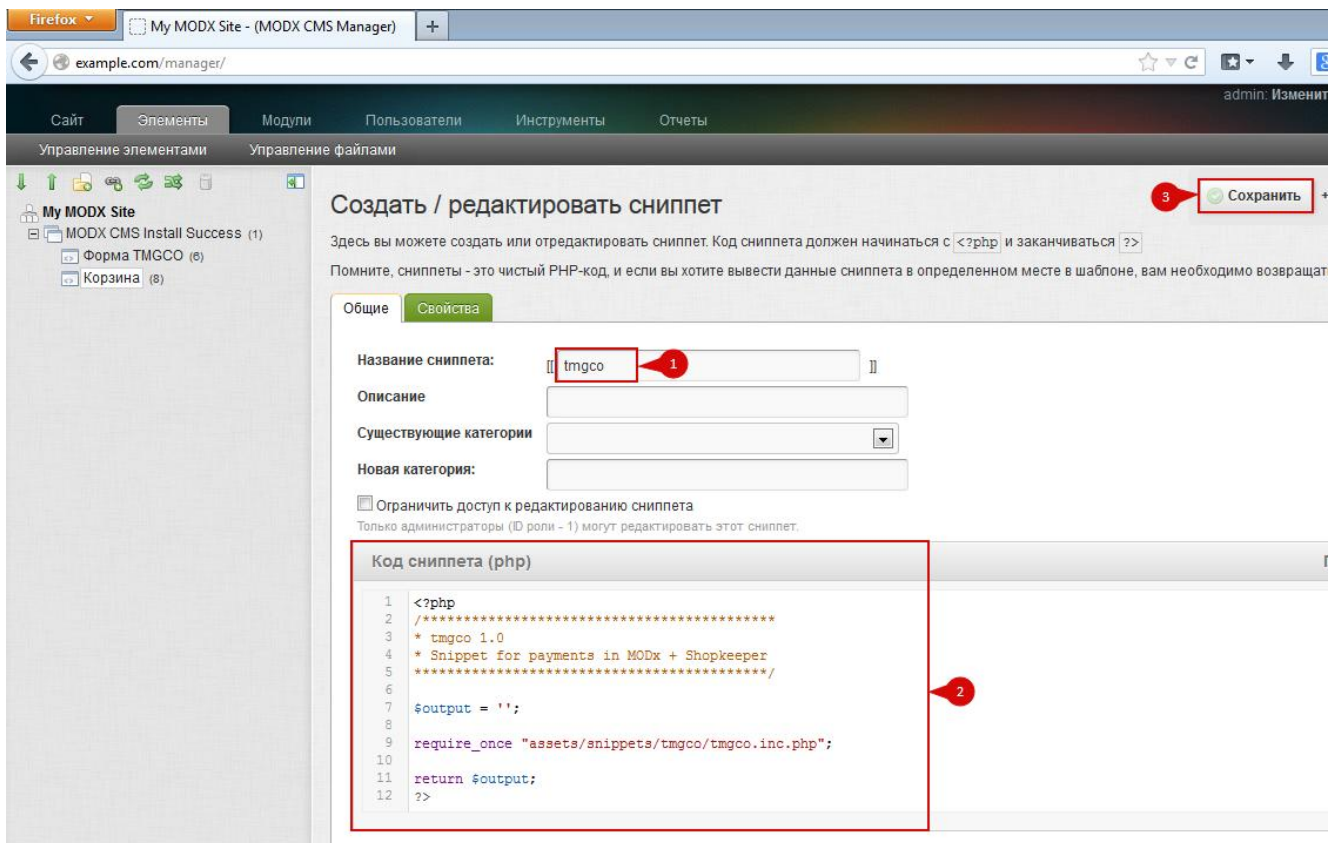 Firefox
My MODX Site - (MODX CMS Manager)
+
example.com/manager/
admin: Изменит
Сайт Элементы Модули Пользователи Инструменты Отчеты
Управление элементами Управление файлами
My MODX Site
MODX CMS Install Success (1)
Форма TMGCO (6)
Корзина (8)
Создать / редактировать сниппет
3 Сохранить +
Здесь вы можете создать или отредактировать сниппет. Код сниппета должен начинаться с <?php и заканчиваться ?>
Помните, сниппеты - это чистый PHP-код, и если вы хотите вывести данные сниппета в определенном месте в шаблоне, вам необходимо возвращат
Общие Свойства
Название сниппета: [[ tmgco 1 ]]
Описание
Существующие категории
Новая категория:
Ограничить доступ к редактированию сниппета
Только администраторы (ID роли - 1) могут редактировать этот сниппет.
Код сниппета (php)
1 <?php
2 /*******************************************
3 * tmgco 1.0
4 * Snippet for payments in MODx + Shopkeeper
5 *******************************************/
6
7 $output = '';
8
9 require_once "assets/snippets/tmgco/tmgco.inc.php";
10
11 return $output;
12 ?>
2